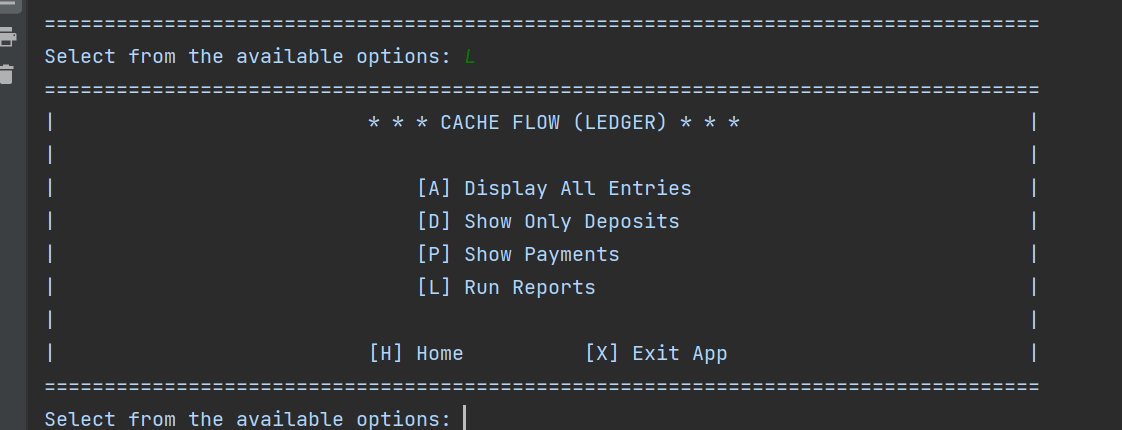 ===================================================================================
Select from the available options: L
===================================================================================
|                          * * * CACHE FLOW (LEDGER) * * *                        |
|                                                                                 |
|                              [A] Display All Entries                            |
|                              [D] Show Only Deposits                             |
|                              [P] Show Payments                                  |
|                              [L] Run Reports                                    |
|                                                                                 |
|                          [H] Home          [X] Exit App                         |
===================================================================================
Select from the available options: